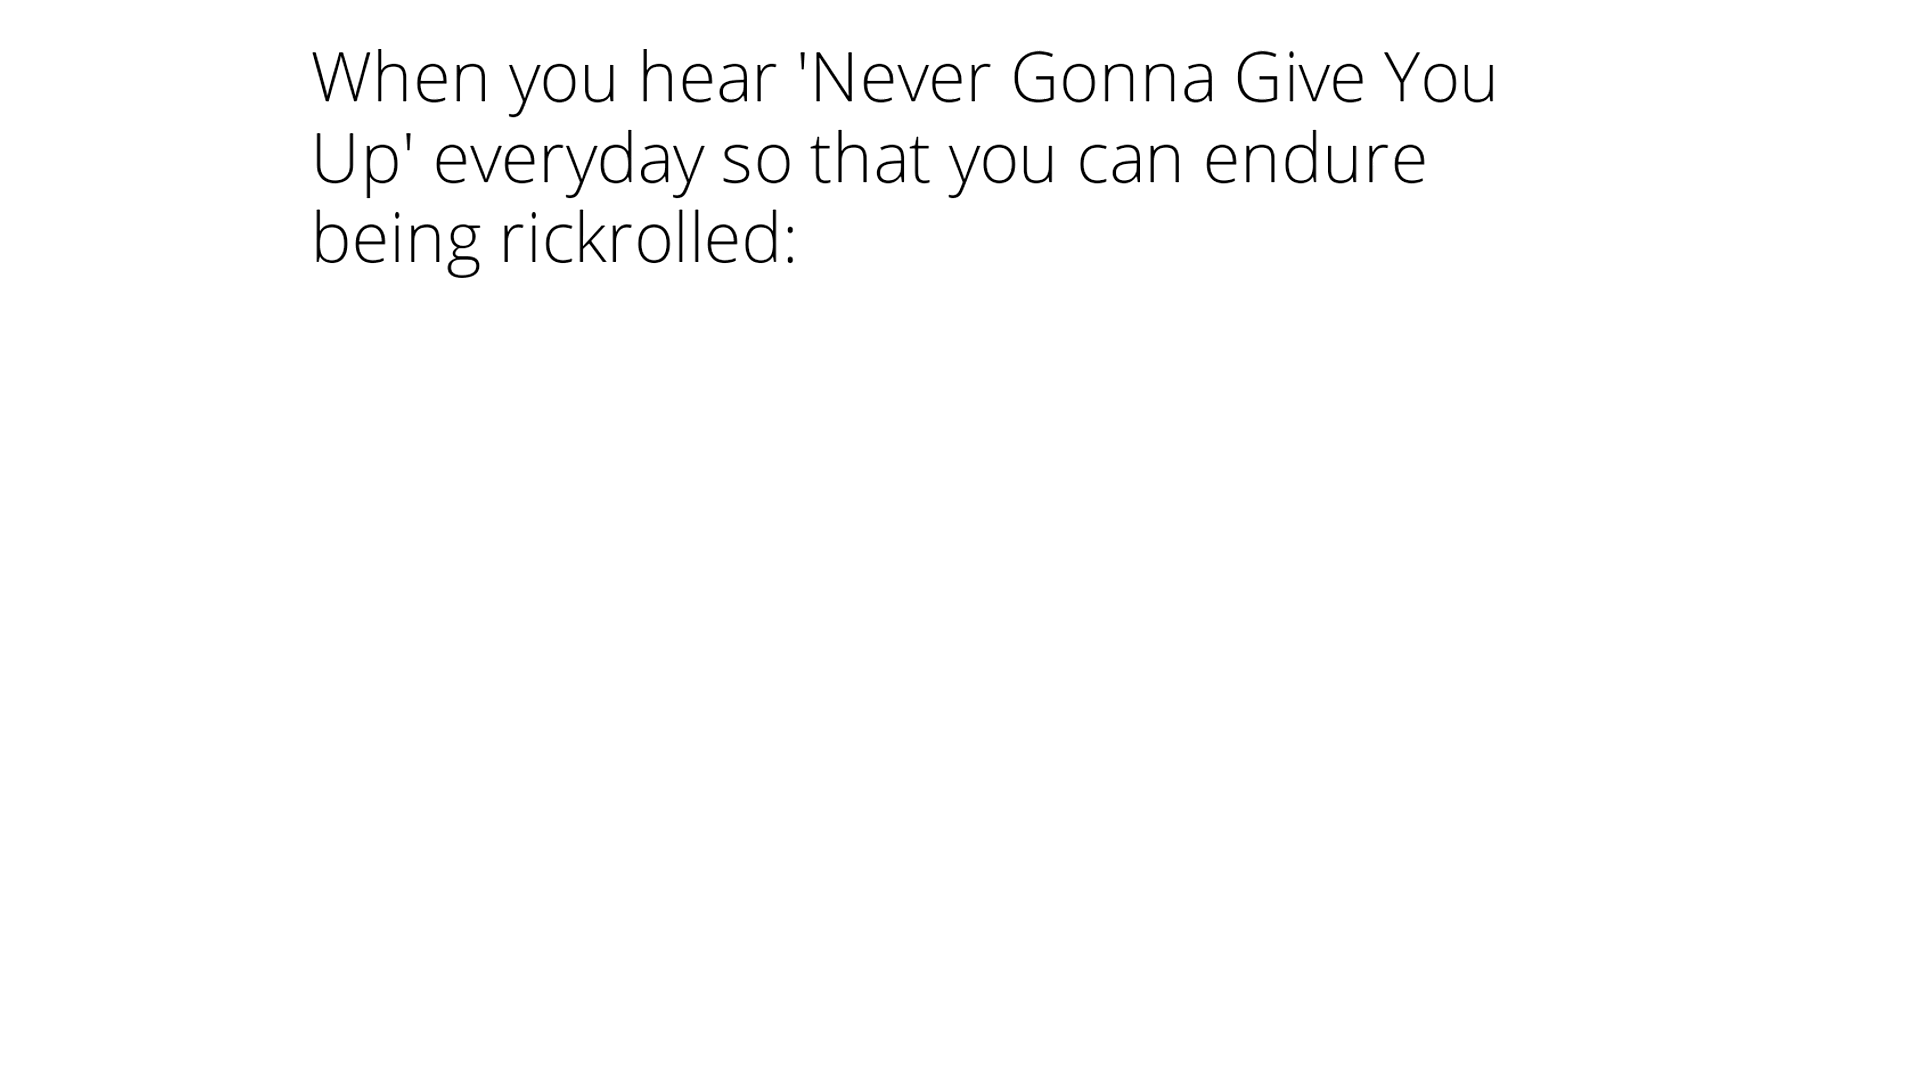 When you hear 'Never Gonna Give You
Up' everyday so that you can endure
being rickrolled: